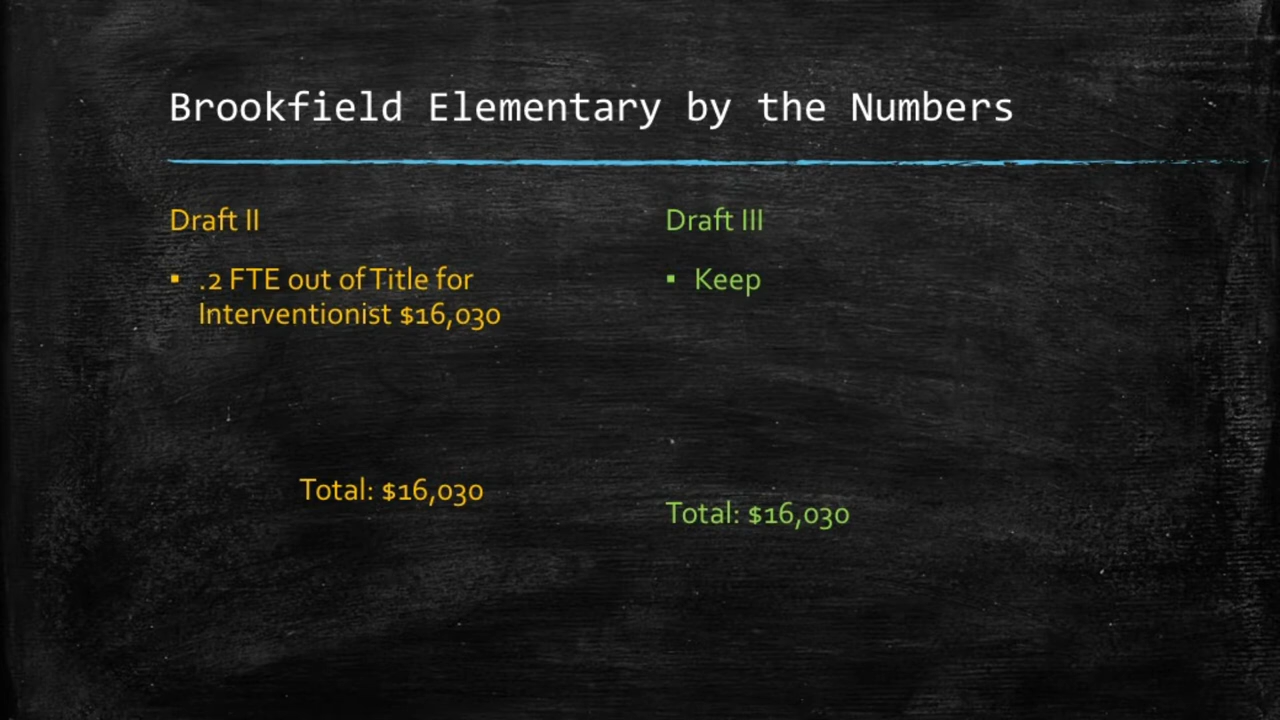 Brookfield Elementary by the Numbers
Draft II
▪ .2 FTE out of Title for
Interventionist $16,030
Total: $16,030
Draft III
▪ Keep
Total: $16,030